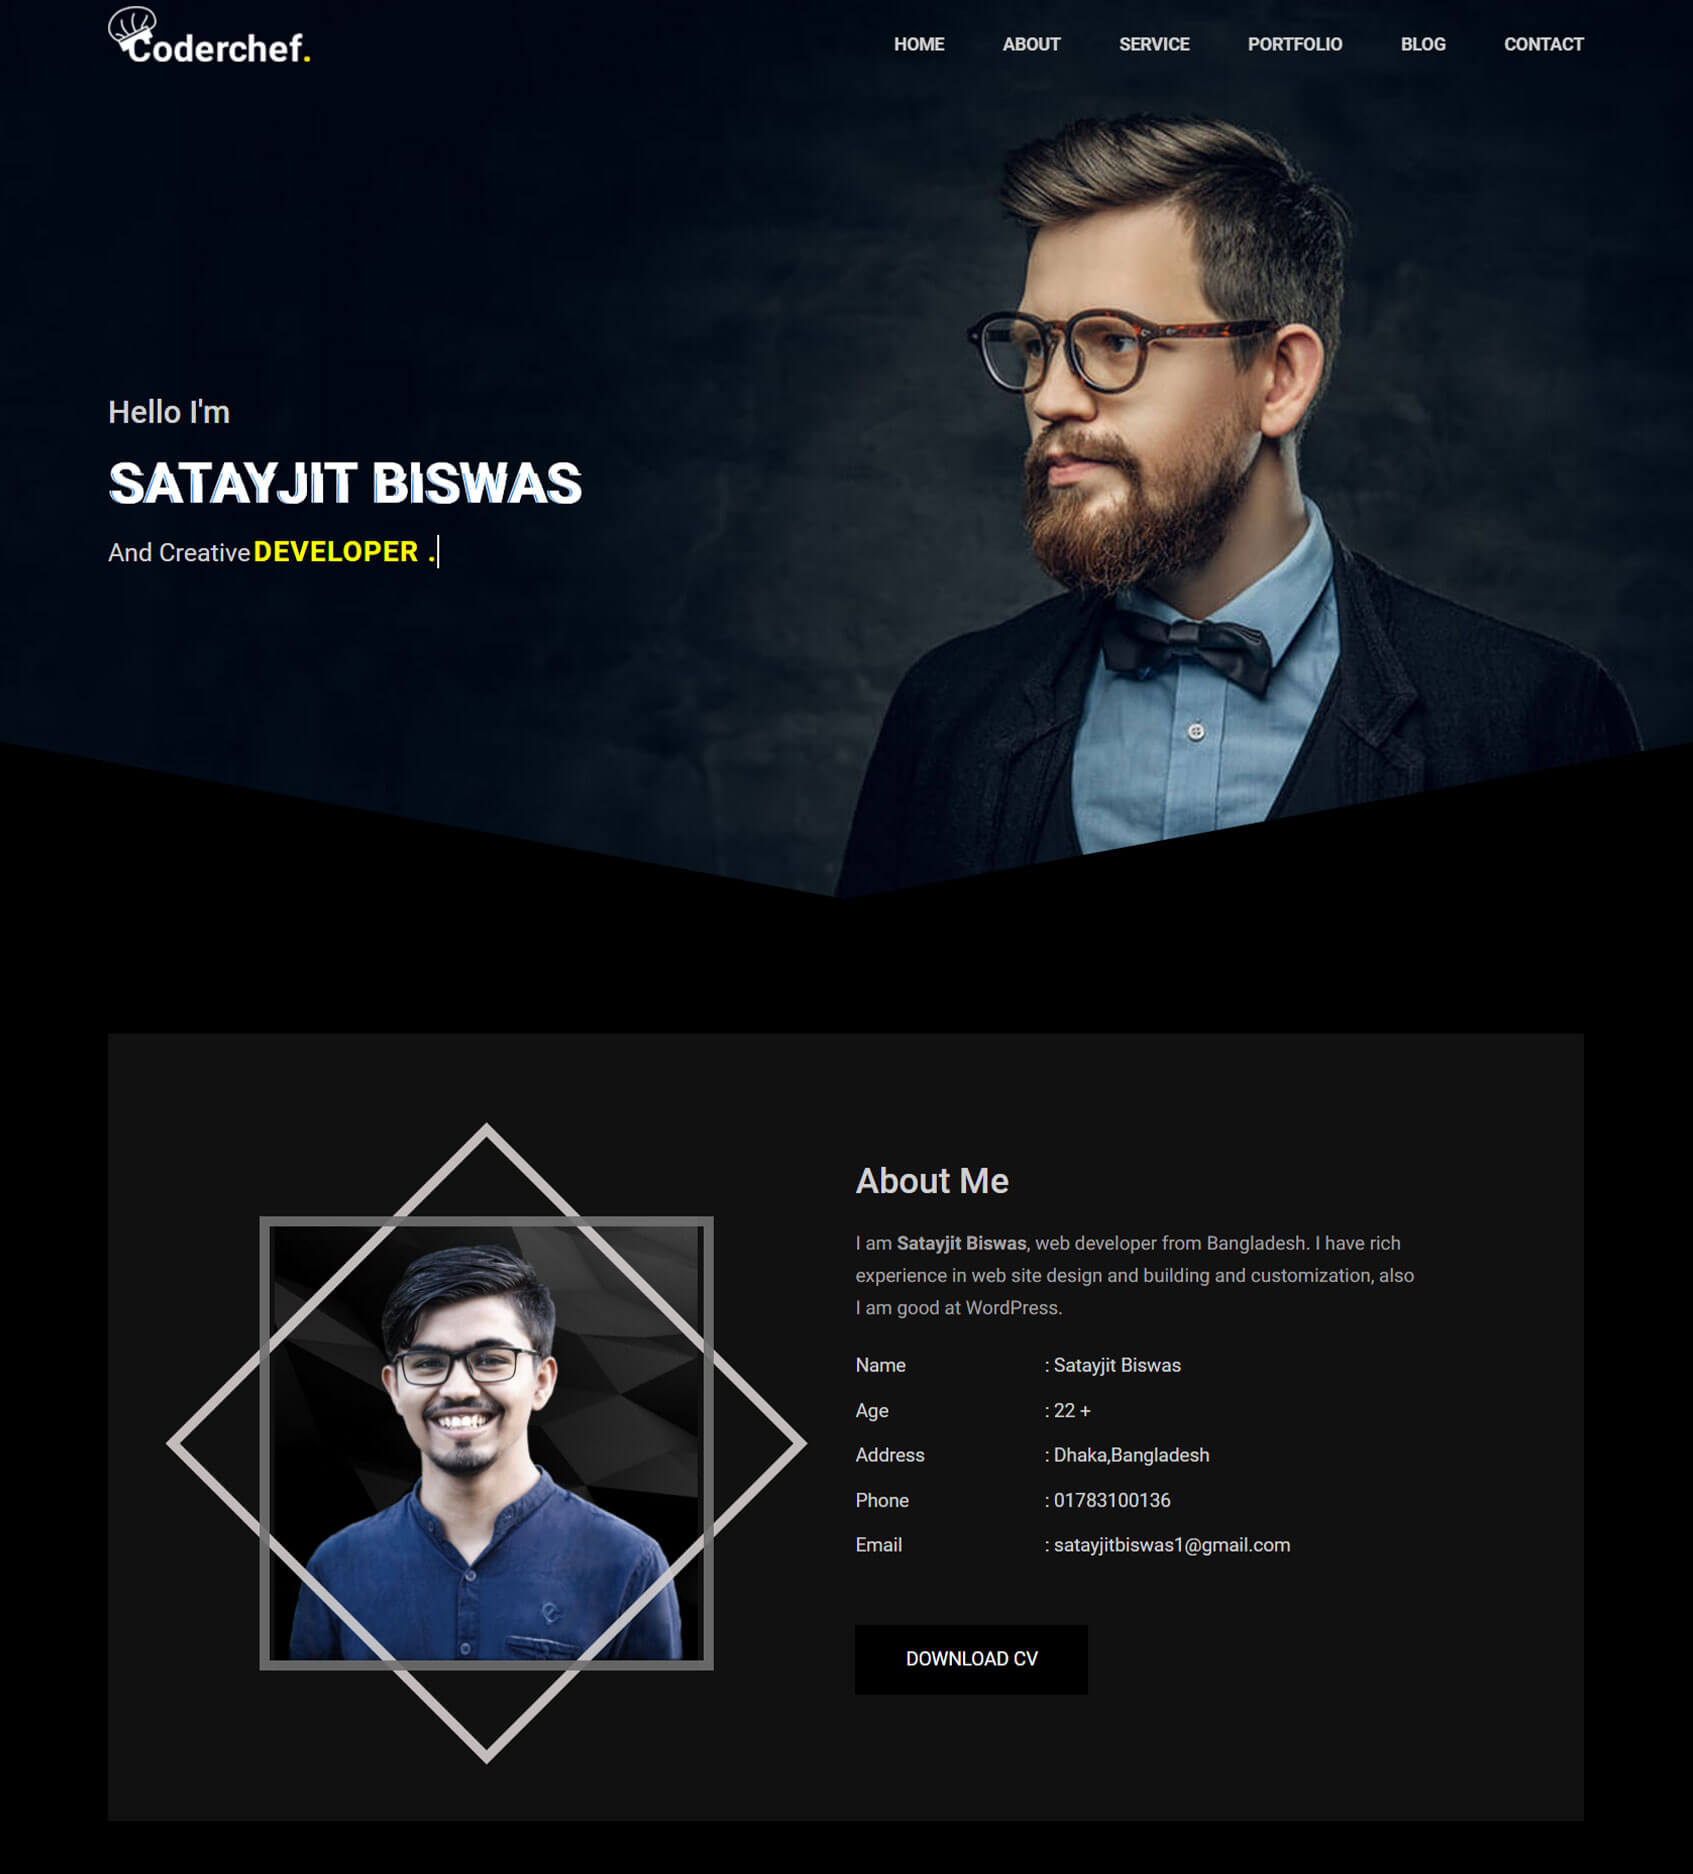 Coderchef.
HOME ABOUT SERVICE PORTFOLIO BLOG CONTACT
Hello I'm
SATAYJIT BISWAS
And Creative DEVELOPER .
About Me
I am Satayjit Biswas, web developer from Bangladesh. I have rich
experience in web site design and building and customization, also
I am good at WordPress.
Name : Satayjit Biswas
Age : 22 +
Address : Dhaka,Bangladesh
Phone : 01783100136
Email : satayjitbiswas1@gmail.com
DOWNLOAD CV